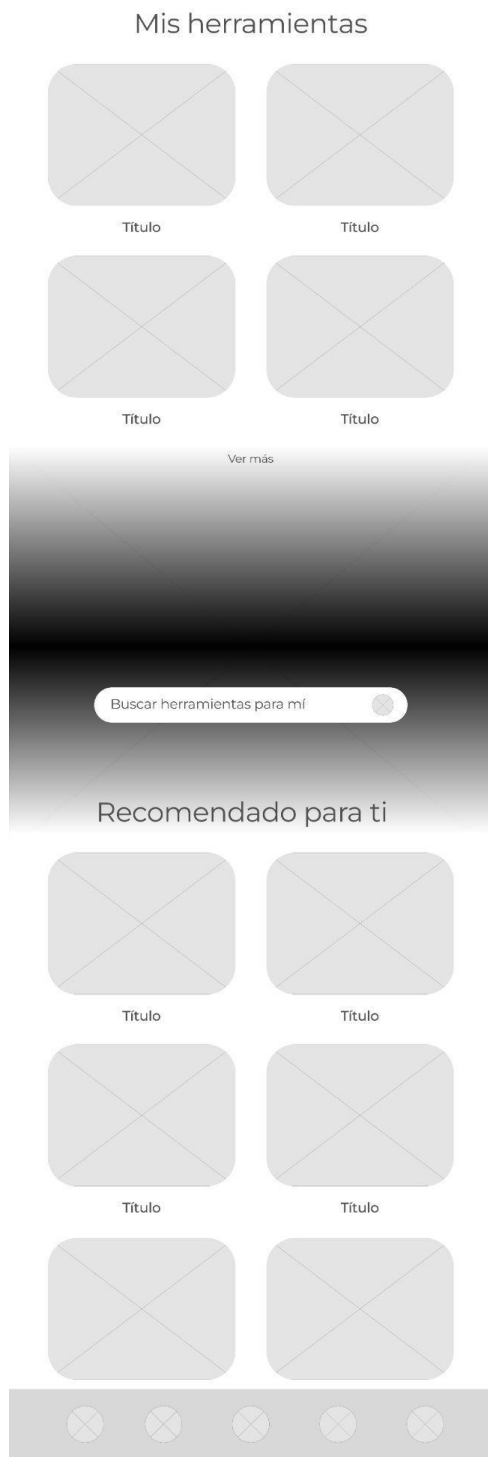 Mis herramientas
Título
Título
Título
Título
Ver más
Buscar herramientas para mí
Recomendado para ti
Título
Título
Título
Título